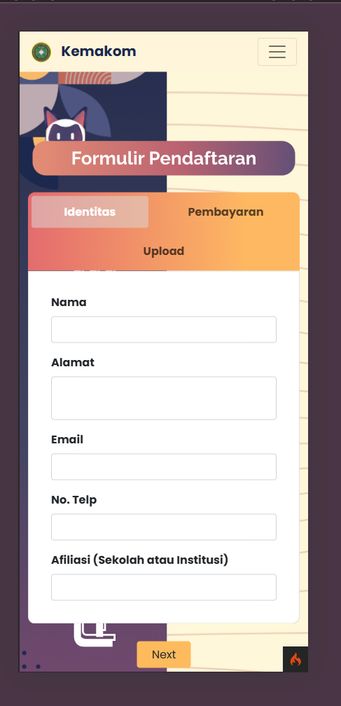 Kemakom
Formulir Pendaftaran
Identitas
Pembayaran
Upload
Nama
Alamat
Email
No. Telp
Afiliasi (Sekolah atau Institusi)
Next